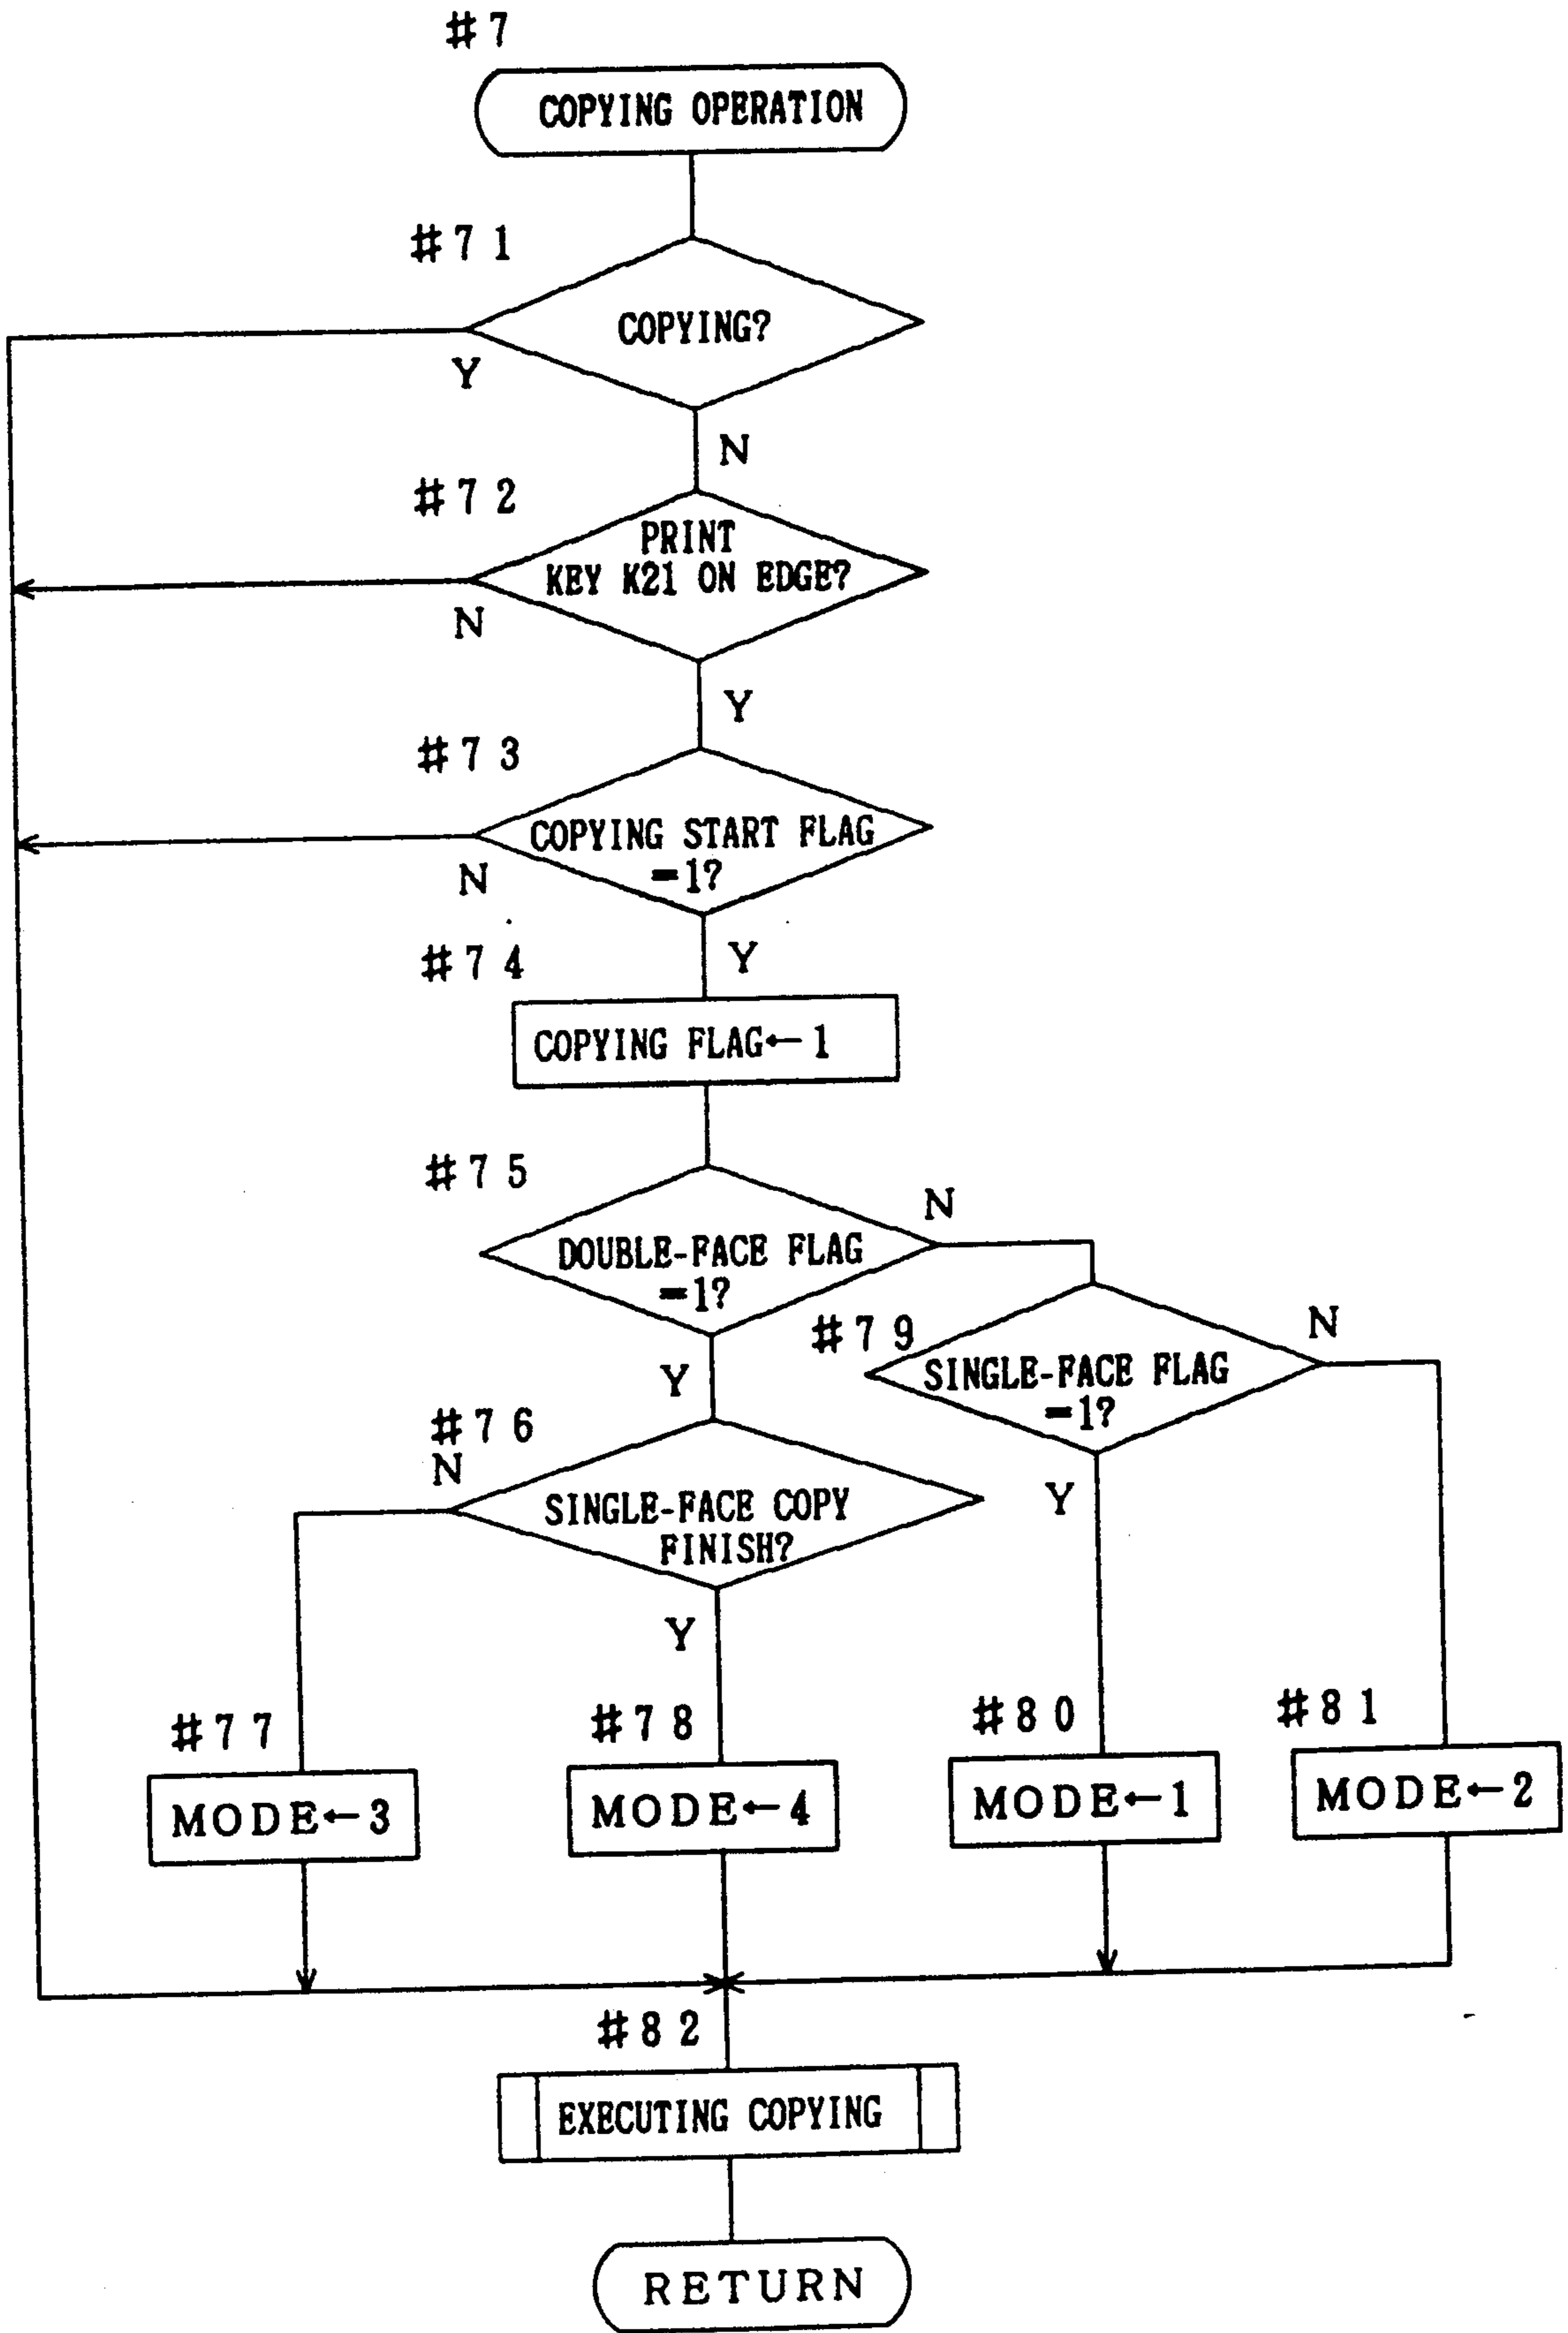 #7
COPYING OPERATION
#71
COPYING?
Y
N
#72
PRINT
KEY K21 ON EDGE?
N
Y
#73
COPYING START FLAG
=1?
N
Y
#74
COPYING FLAG←1
#75
N
DOUBLE-FACE FLAG
=1?
#79
N
Y
SINGLE-FACE FLAG
=1?
#76
N
Y
SINGLE-FACE COPY
FINISH?
Y
#77
#78
#80
#81
MODE←3
MODE←4
MODE←1
MODE←2
#82
EXECUTING COPYING
RETURN